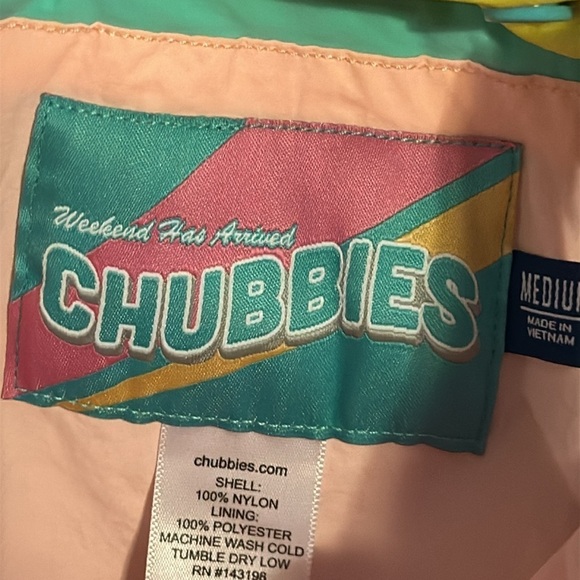 Weekend Has Arrived
CHUBBIES
MADE IN
VIETNAM
chubbies.com
SHELL:
100% NYLON
LINING:
100% POLYESTER
MACHINE WASH COLD
TUMBLE DRY LOW
RN #143198